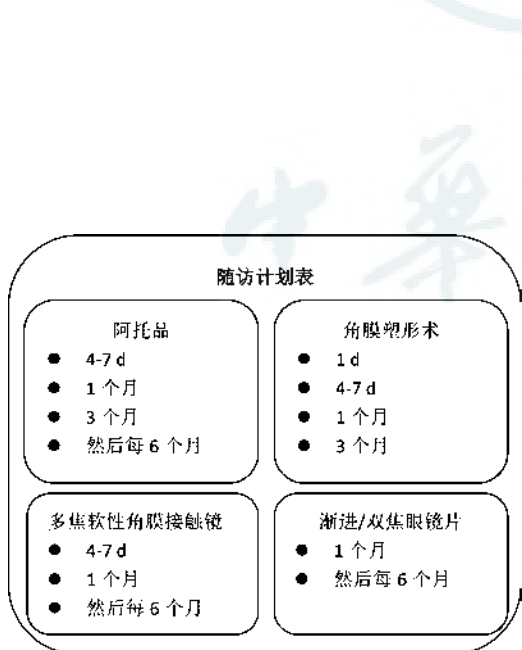 中華
随访计划表
阿托品
● 4-7 d
● 1 个月
● 3 个月
● 然后每 6 个月
角膜塑形术
● 1 d
● 4-7 d
● 1 个月
● 3 个月
多焦软性角膜接触镜
● 4-7 d
● 1 个月
● 然后每 6 个月
渐进/双焦眼镜片
● 1 个月
● 然后每 6 个月